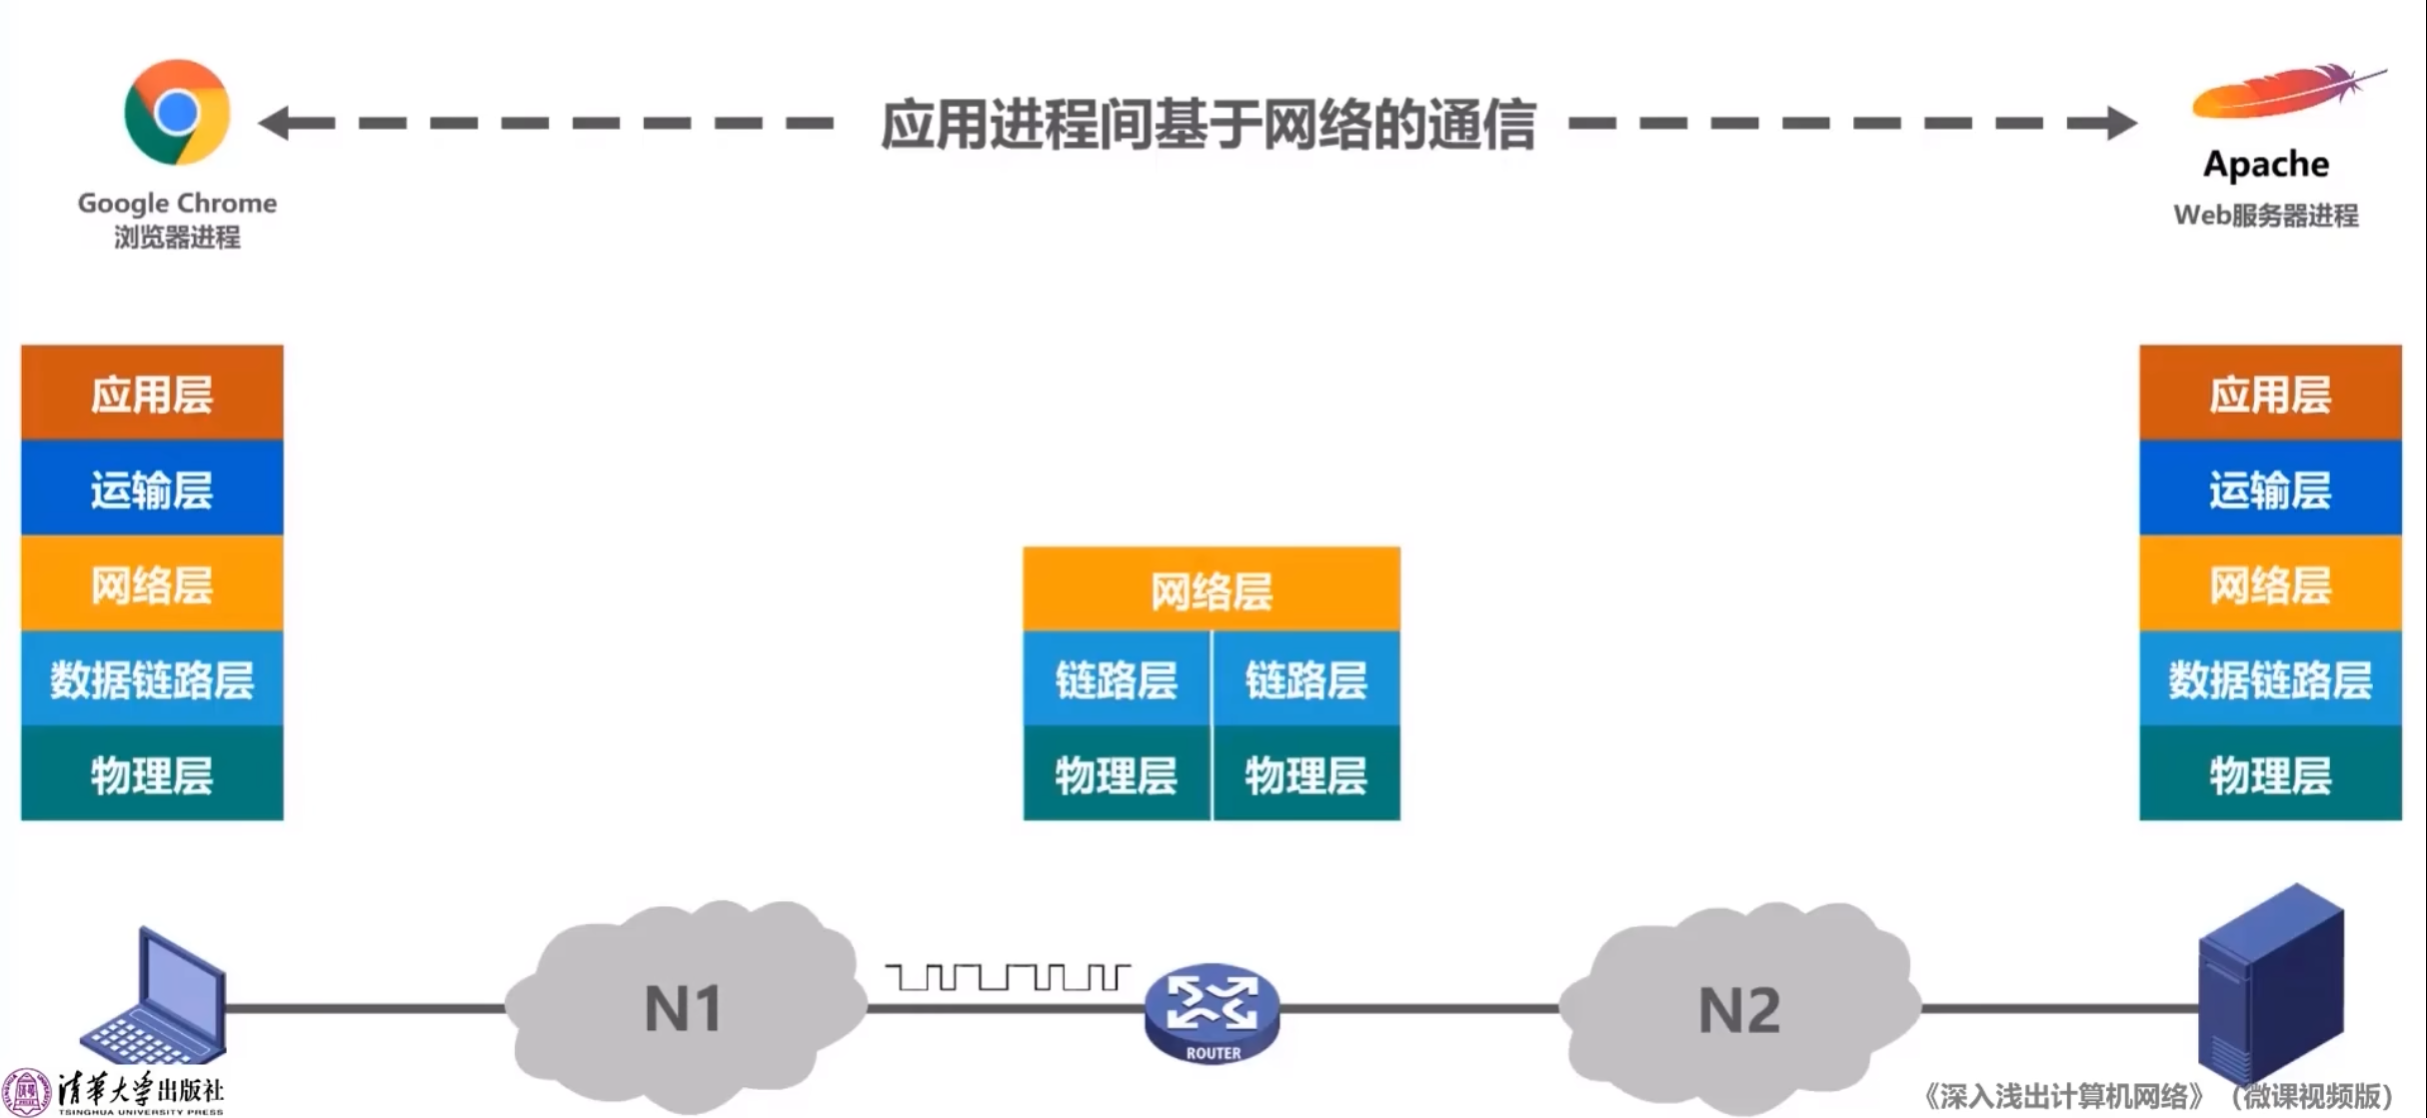 应用进程间基于网络的通信
Google Chrome
浏览器进程
Apache
Web服务器进程
应用层
运输层
网络层
数据链路层
物理层
网络层
链路层 链路层
物理层 物理层
应用层
运输层
网络层
数据链路层
物理层
N1
ROUTER
N2
清华大学出版社
TSINGHUA UNIVERSITY PRESS
《深入浅出计算机网络》（微课视频版）